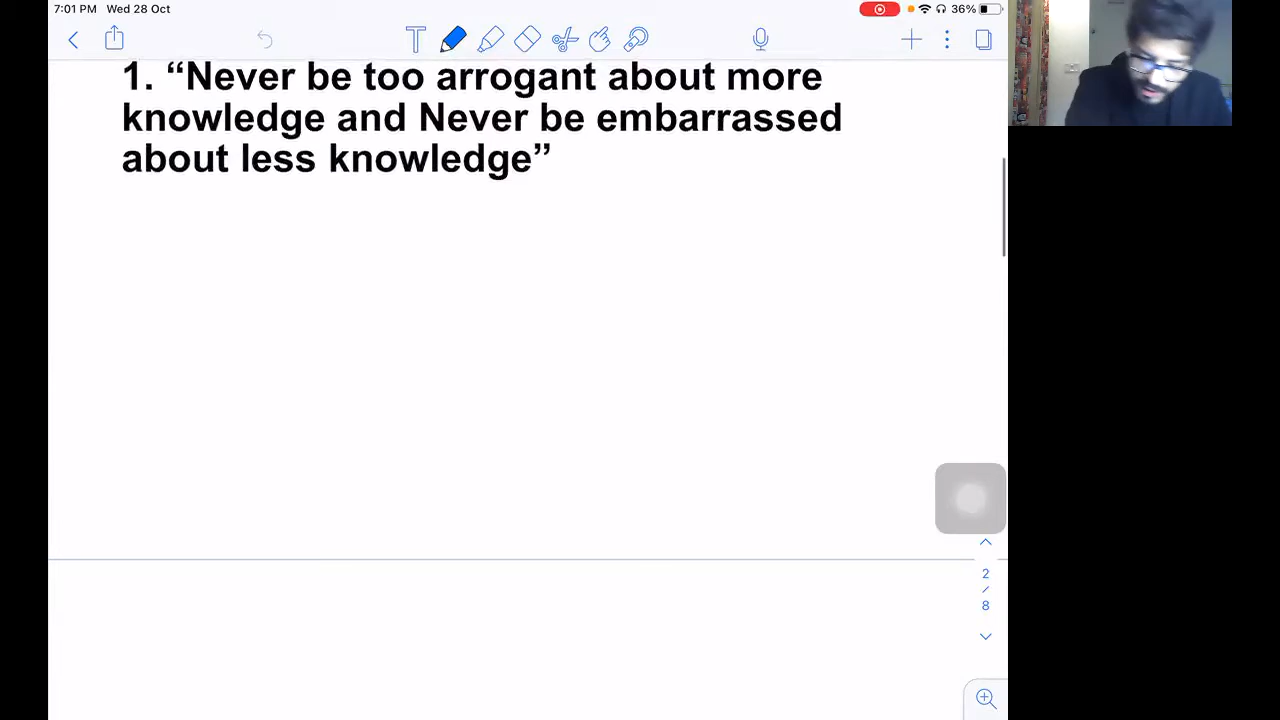 7:01 PM Wed 28 Oct 36%
T
1. “Never be too arrogant about more
knowledge and Never be embarrassed
about less knowledge”
2
/
8